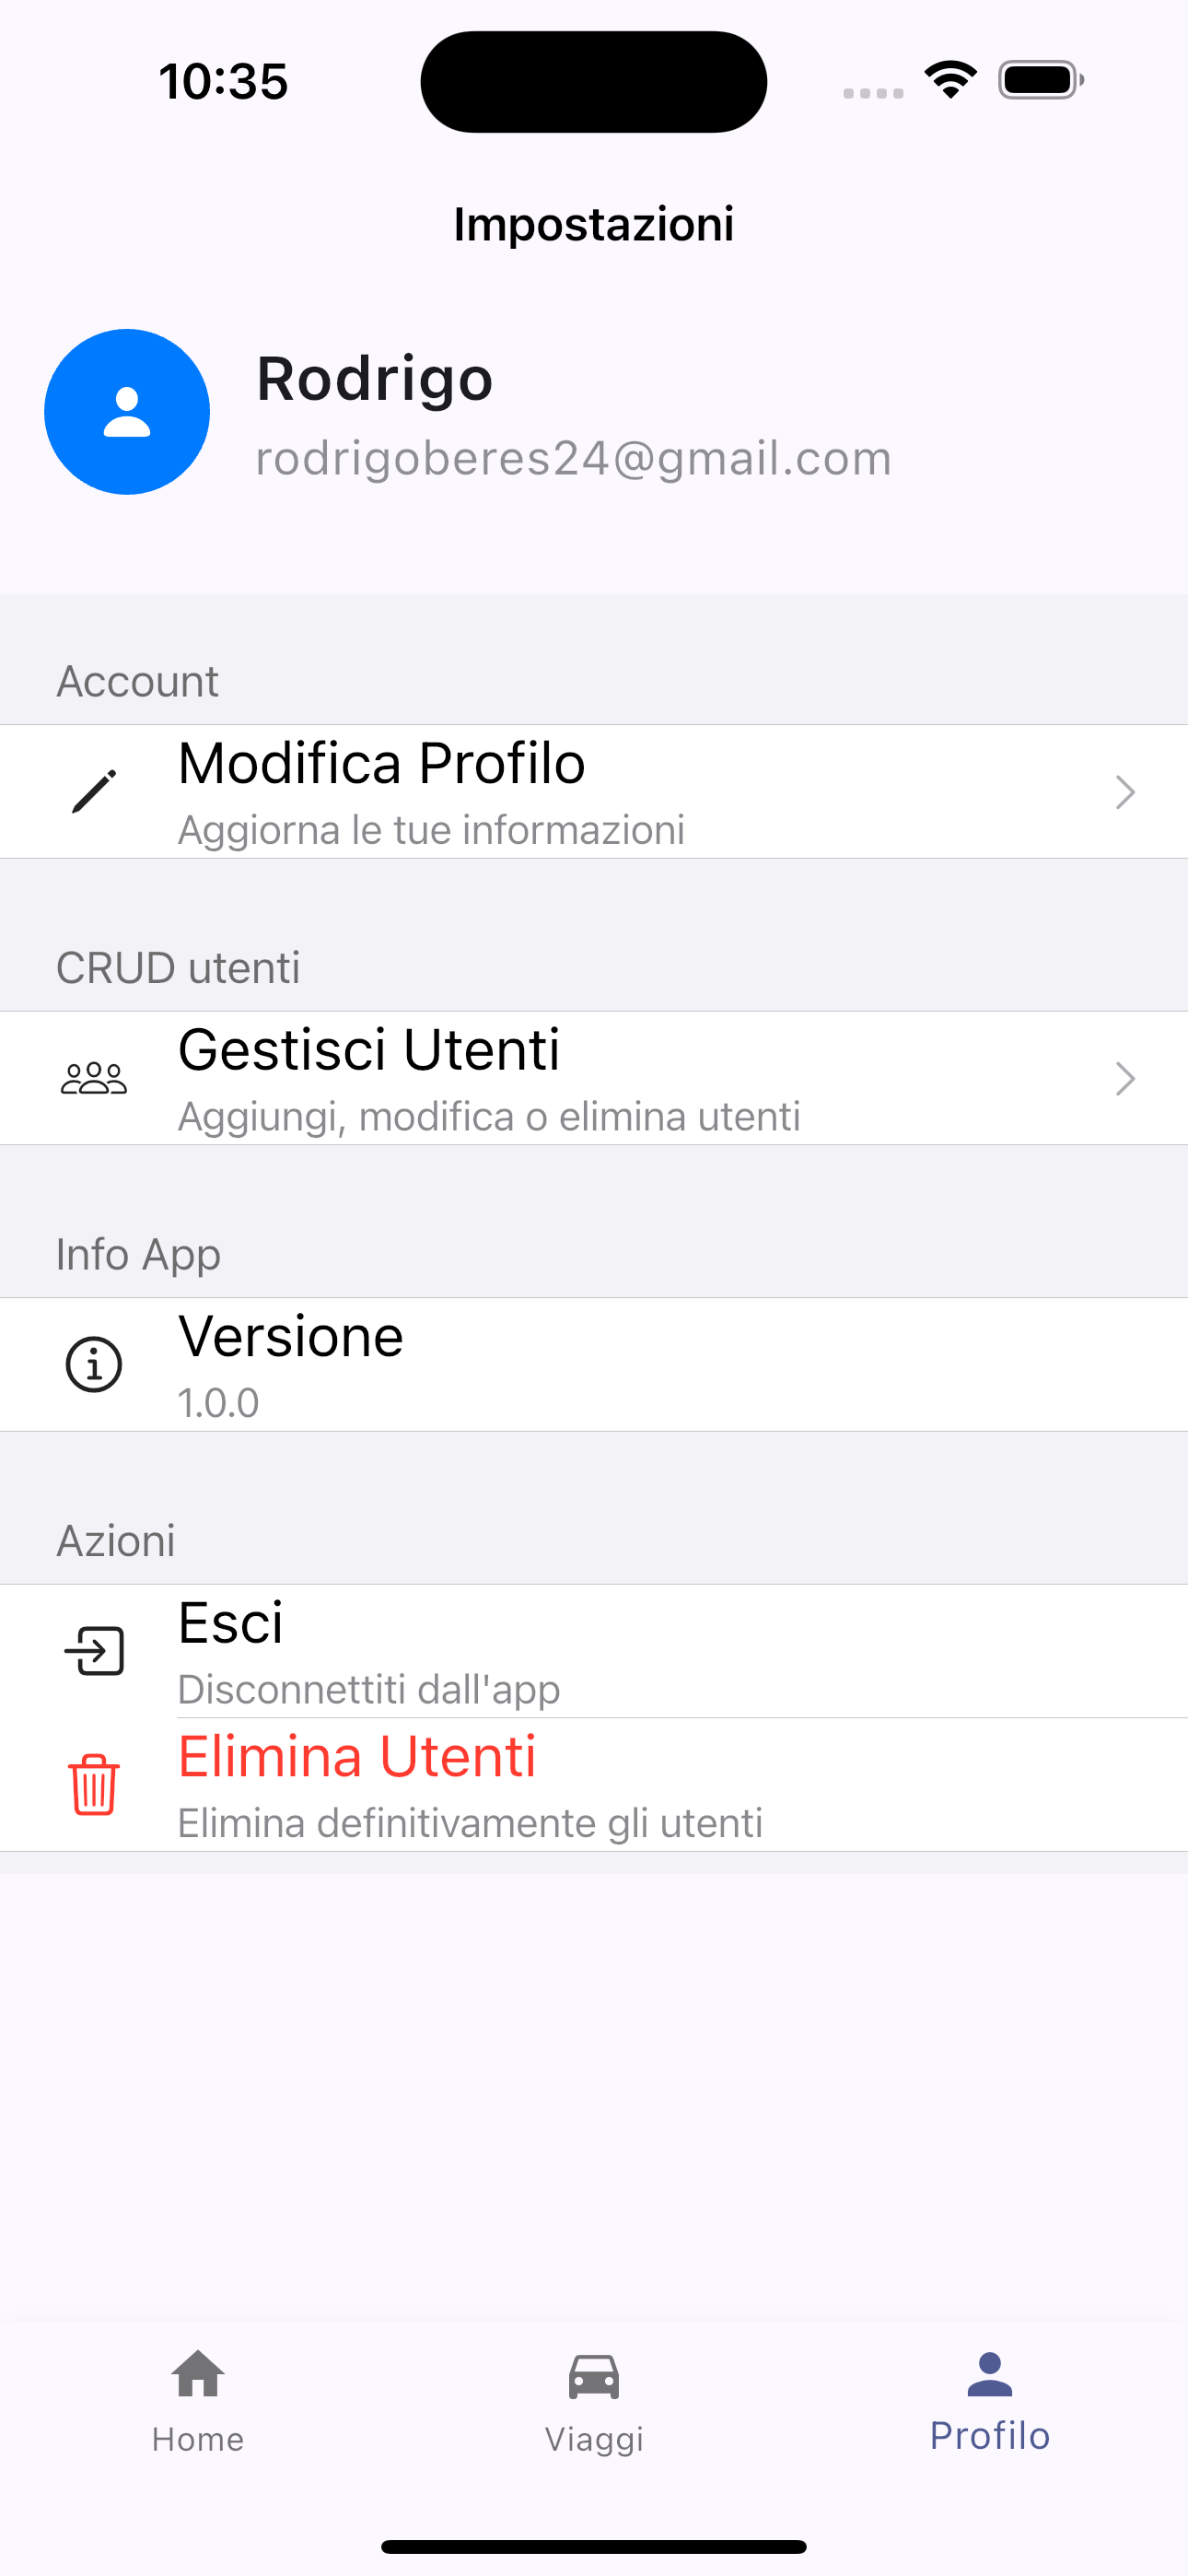 10:35
Impostazioni
Rodrigo
rodrigoberes24@gmail.com
Account
Modifica Profilo
Aggiorna le tue informazioni
CRUD utenti
Gestisci Utenti
Aggiungi, modifica o elimina utenti
Info App
Versione
1.0.0
Azioni
Esci
Disconnettiti dall'app
Elimina Utenti
Elimina definitivamente gli utenti
Home
Viaggi
Profilo